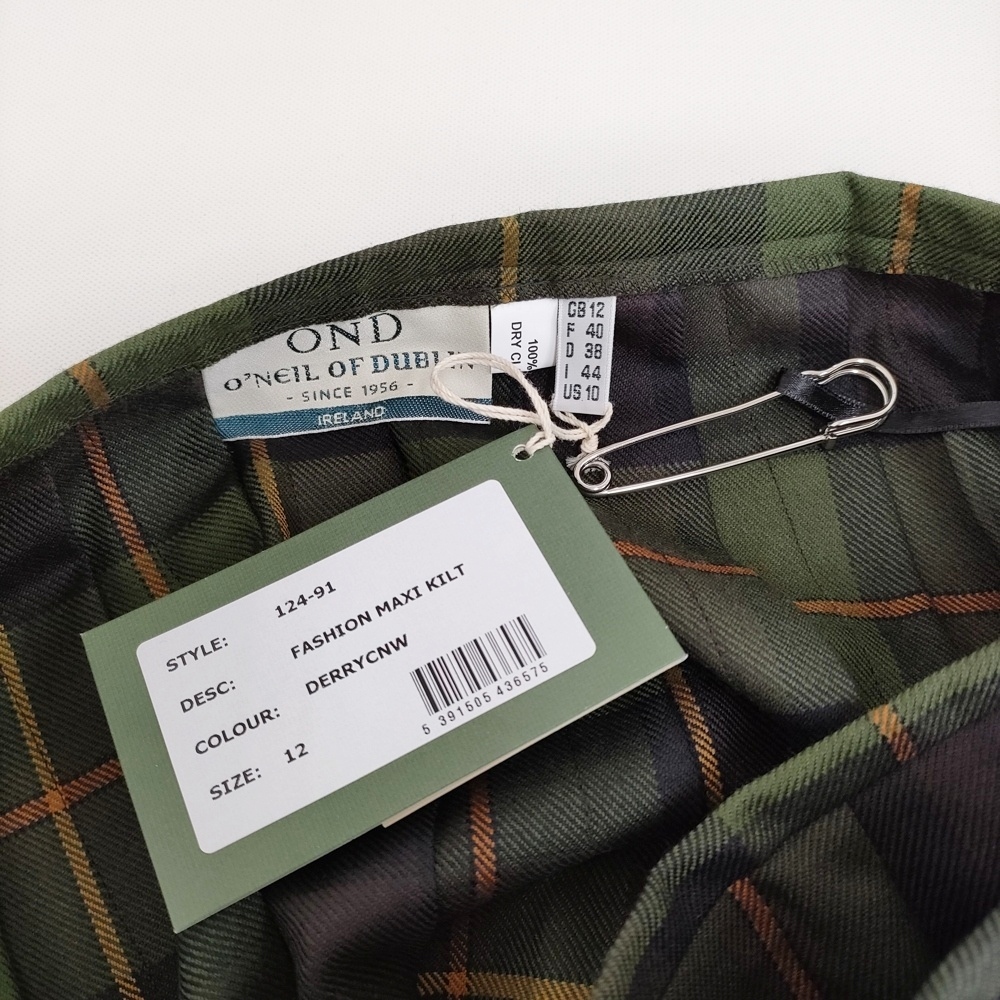 OND
O'NEIL OF DUBLIN
- SINCE 1956 -
IRELAND
100%
DRY CL
GB 12
F 40
D 38
I 44
US 10
STYLE: 124-91
DESC: FASHION MAXI KILT
COLOUR: DERRYCNW
SIZE: 12
5 391505 436575